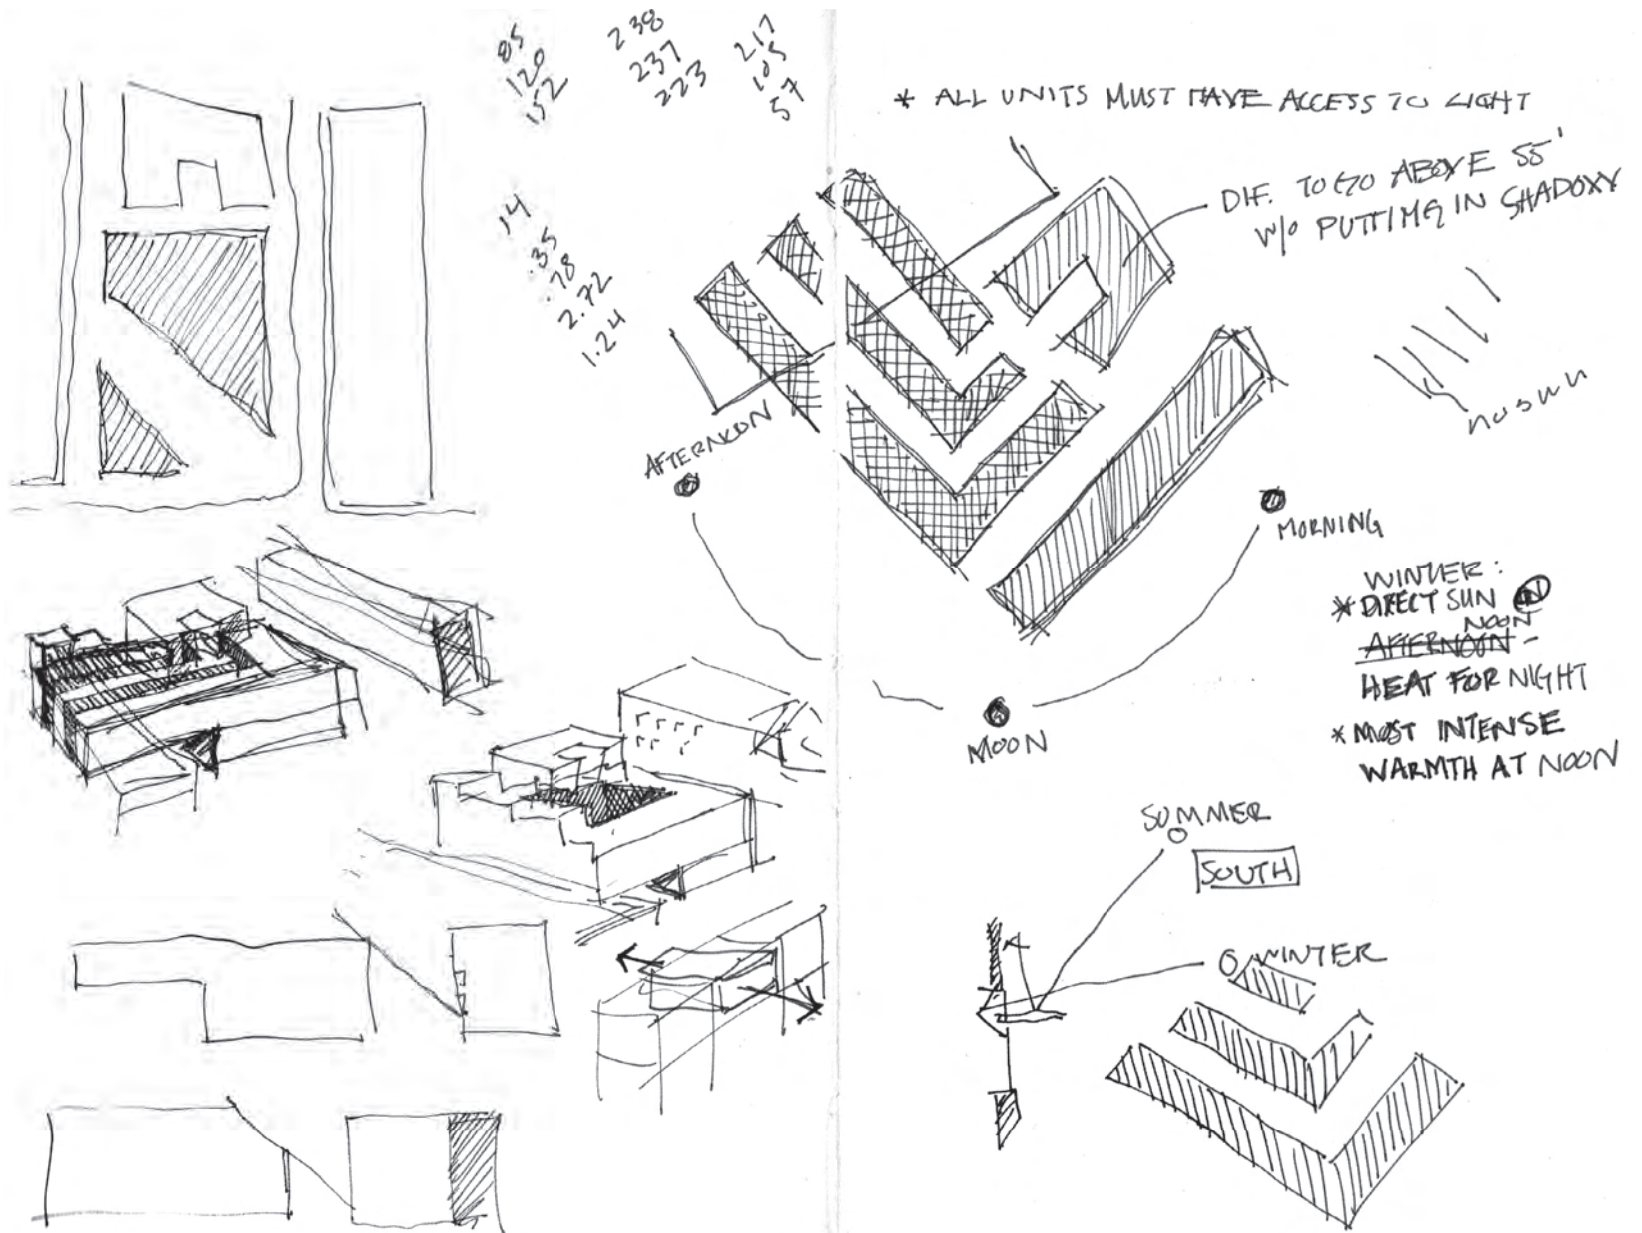 85
120
152
238
237
223
217
105
57
14
.35
.78
2.72
1.24
* ALL UNITS MUST HAVE ACCESS TO LIGHT
DIF. TO GO ABOVE 55'
W/O PUTTING IN SHADOW
AFTERNOON
MORNING
MOON
WINTER:
* DIRECT SUN IN
NOON
AFTERNOON -
HEAT FOR NIGHT
* MOST INTENSE
WARMTH AT NOON
SUMMER
SOUTH
WINTER